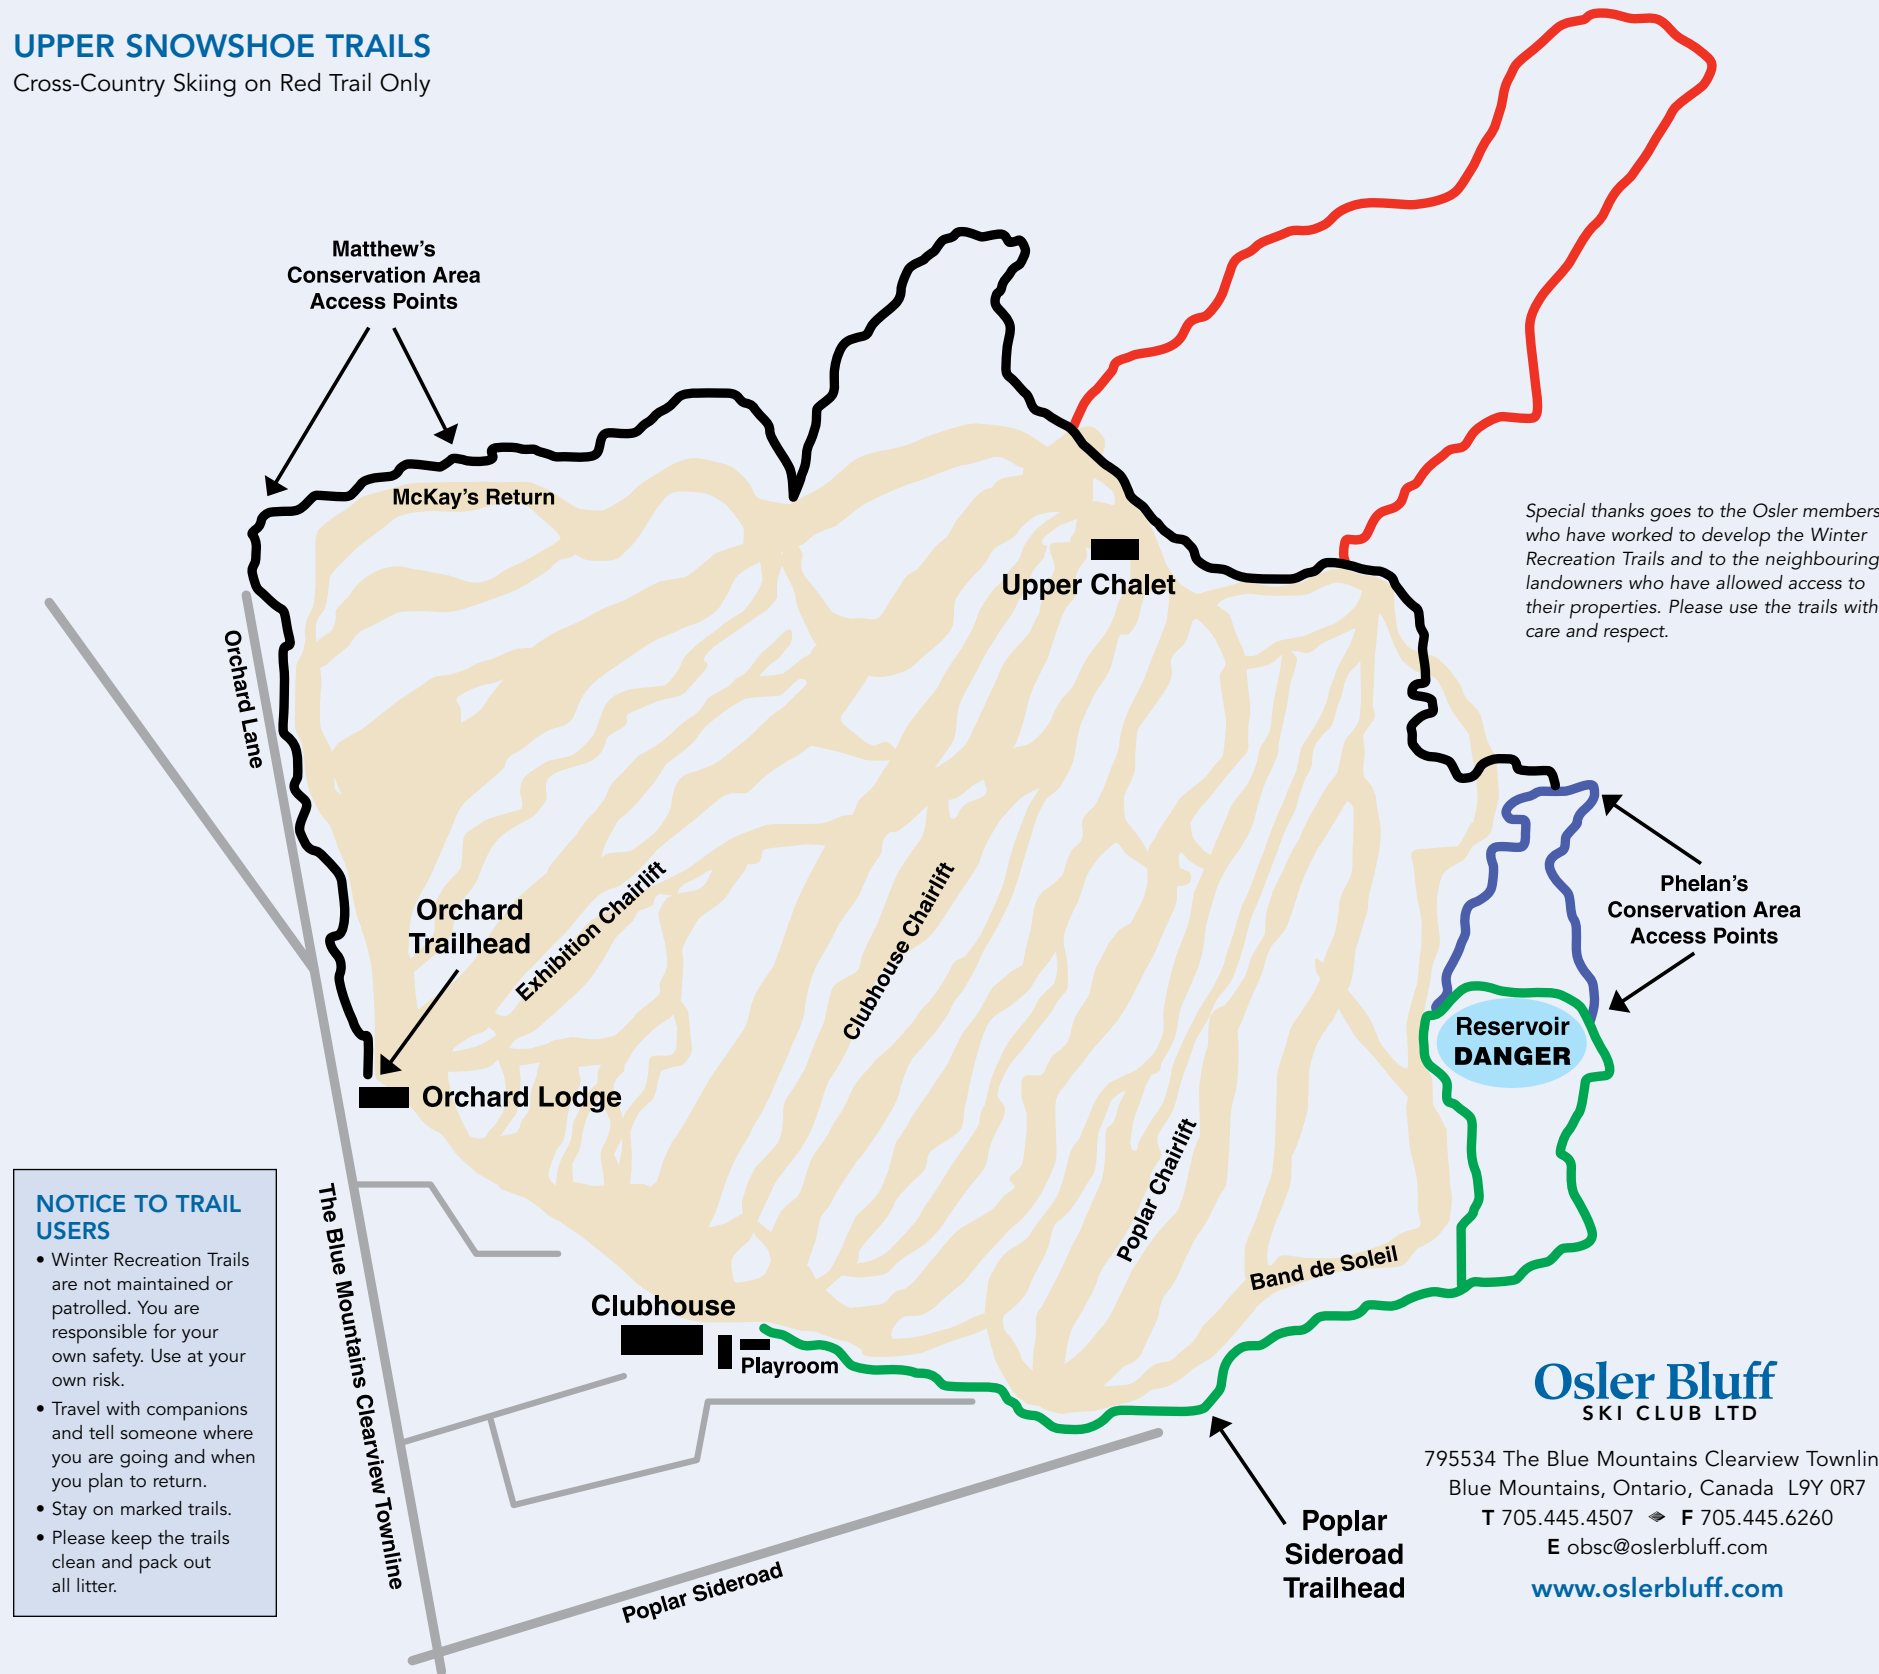 UPPER SNOWSHOE TRAILS
Cross-Country Skiing on Red Trail Only
Matthew's
Conservation Area
Access Points
McKay's Return
Upper Chalet
Special thanks goes to the Osler members
who have worked to develop the Winter
Recreation Trails and to the neighbouring
landowners who have allowed access to
their properties. Please use the trails with
care and respect.
Orchard Lane
Orchard
Trailhead
Exhibition Chairlift
Clubhouse Chairlift
Phelan's
Conservation Area
Access Points
Reservoir
DANGER
Orchard Lodge
Poplar Chairlift
Band de Soleil
The Blue Mountains Clearview Townline
NOTICE TO TRAIL
USERS
• Winter Recreation Trails
are not maintained or
patrolled. You are
responsible for your
own safety. Use at your
own risk.
• Travel with companions
and tell someone where
you are going and when
you plan to return.
• Stay on marked trails.
• Please keep the trails
clean and pack out
all litter.
Clubhouse
Playroom
Poplar Sideroad
Poplar
Sideroad
Trailhead
Osler Bluff
SKI CLUB LTD
795534 The Blue Mountains Clearview Townlin
Blue Mountains, Ontario, Canada L9Y 0R7
T 705.445.4507 F 705.445.6260
E obsc@oslerbluff.com
www.oslerbluff.com